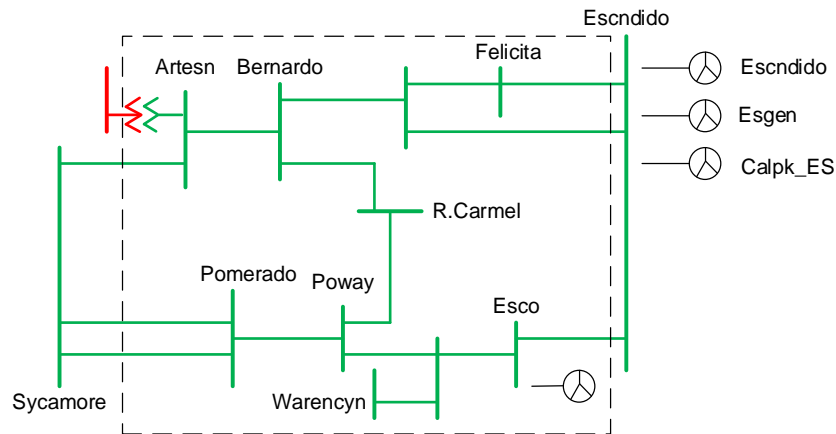 Escndido
Felicita
Artesn
Bernardo
Escndido
Esgen
Calpk_ES
R.Carmel
Pomerado
Poway
Esco
Sycamore
Warencyn